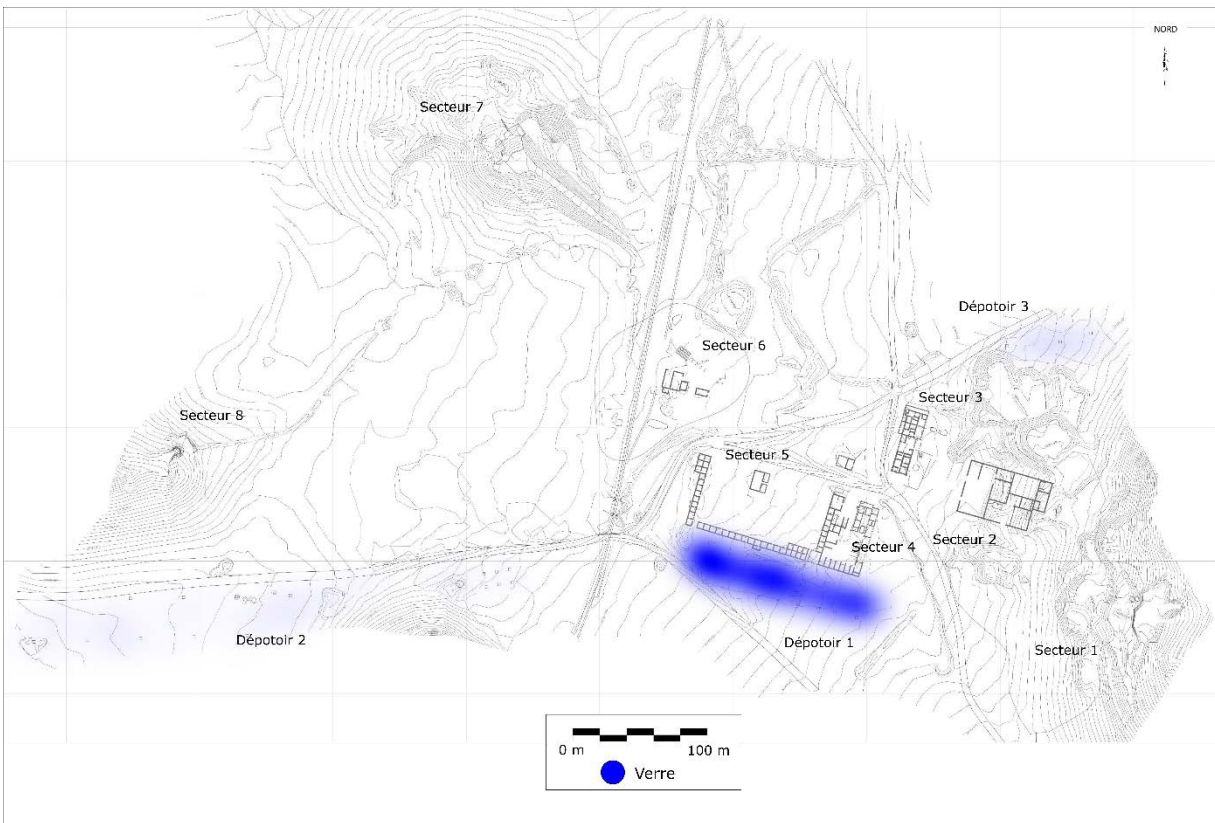 NORD
Secteur 7
Dépotoir 3
Secteur 6
Secteur 3
Secteur 8
Secteur 5
Secteur 4
Secteur 2
Dépotoir 2
Dépotoir 1
Secteur 1
0 m 100 m
Verre